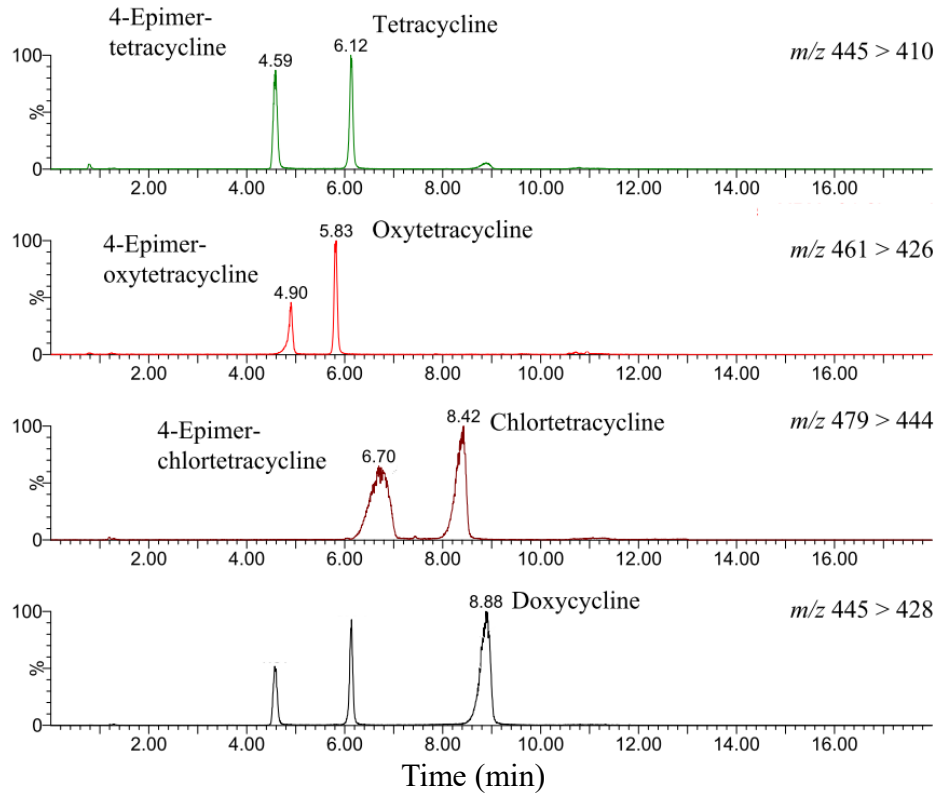 4-Epimer-
tetracycline
4.59
6.12
Tetracycline
m/z 445 > 410
100
%
0
2.00 4.00 6.00 8.00 10.00 12.00 14.00 16.00
4-Epimer-
oxytetracycline
4.90
5.83
Oxytetracycline
m/z 461 > 426
100
%
0
2.00 4.00 6.00 8.00 10.00 12.00 14.00 16.00
4-Epimer-
chlortetracycline
6.70
8.42
Chlortetracycline
m/z 479 > 444
100
%
0
2.00 4.00 6.00 8.00 10.00 12.00 14.00 16.00
8.88
Doxycycline
m/z 445 > 428
100
%
0
2.00 4.00 6.00 8.00 10.00 12.00 14.00 16.00
Time (min)